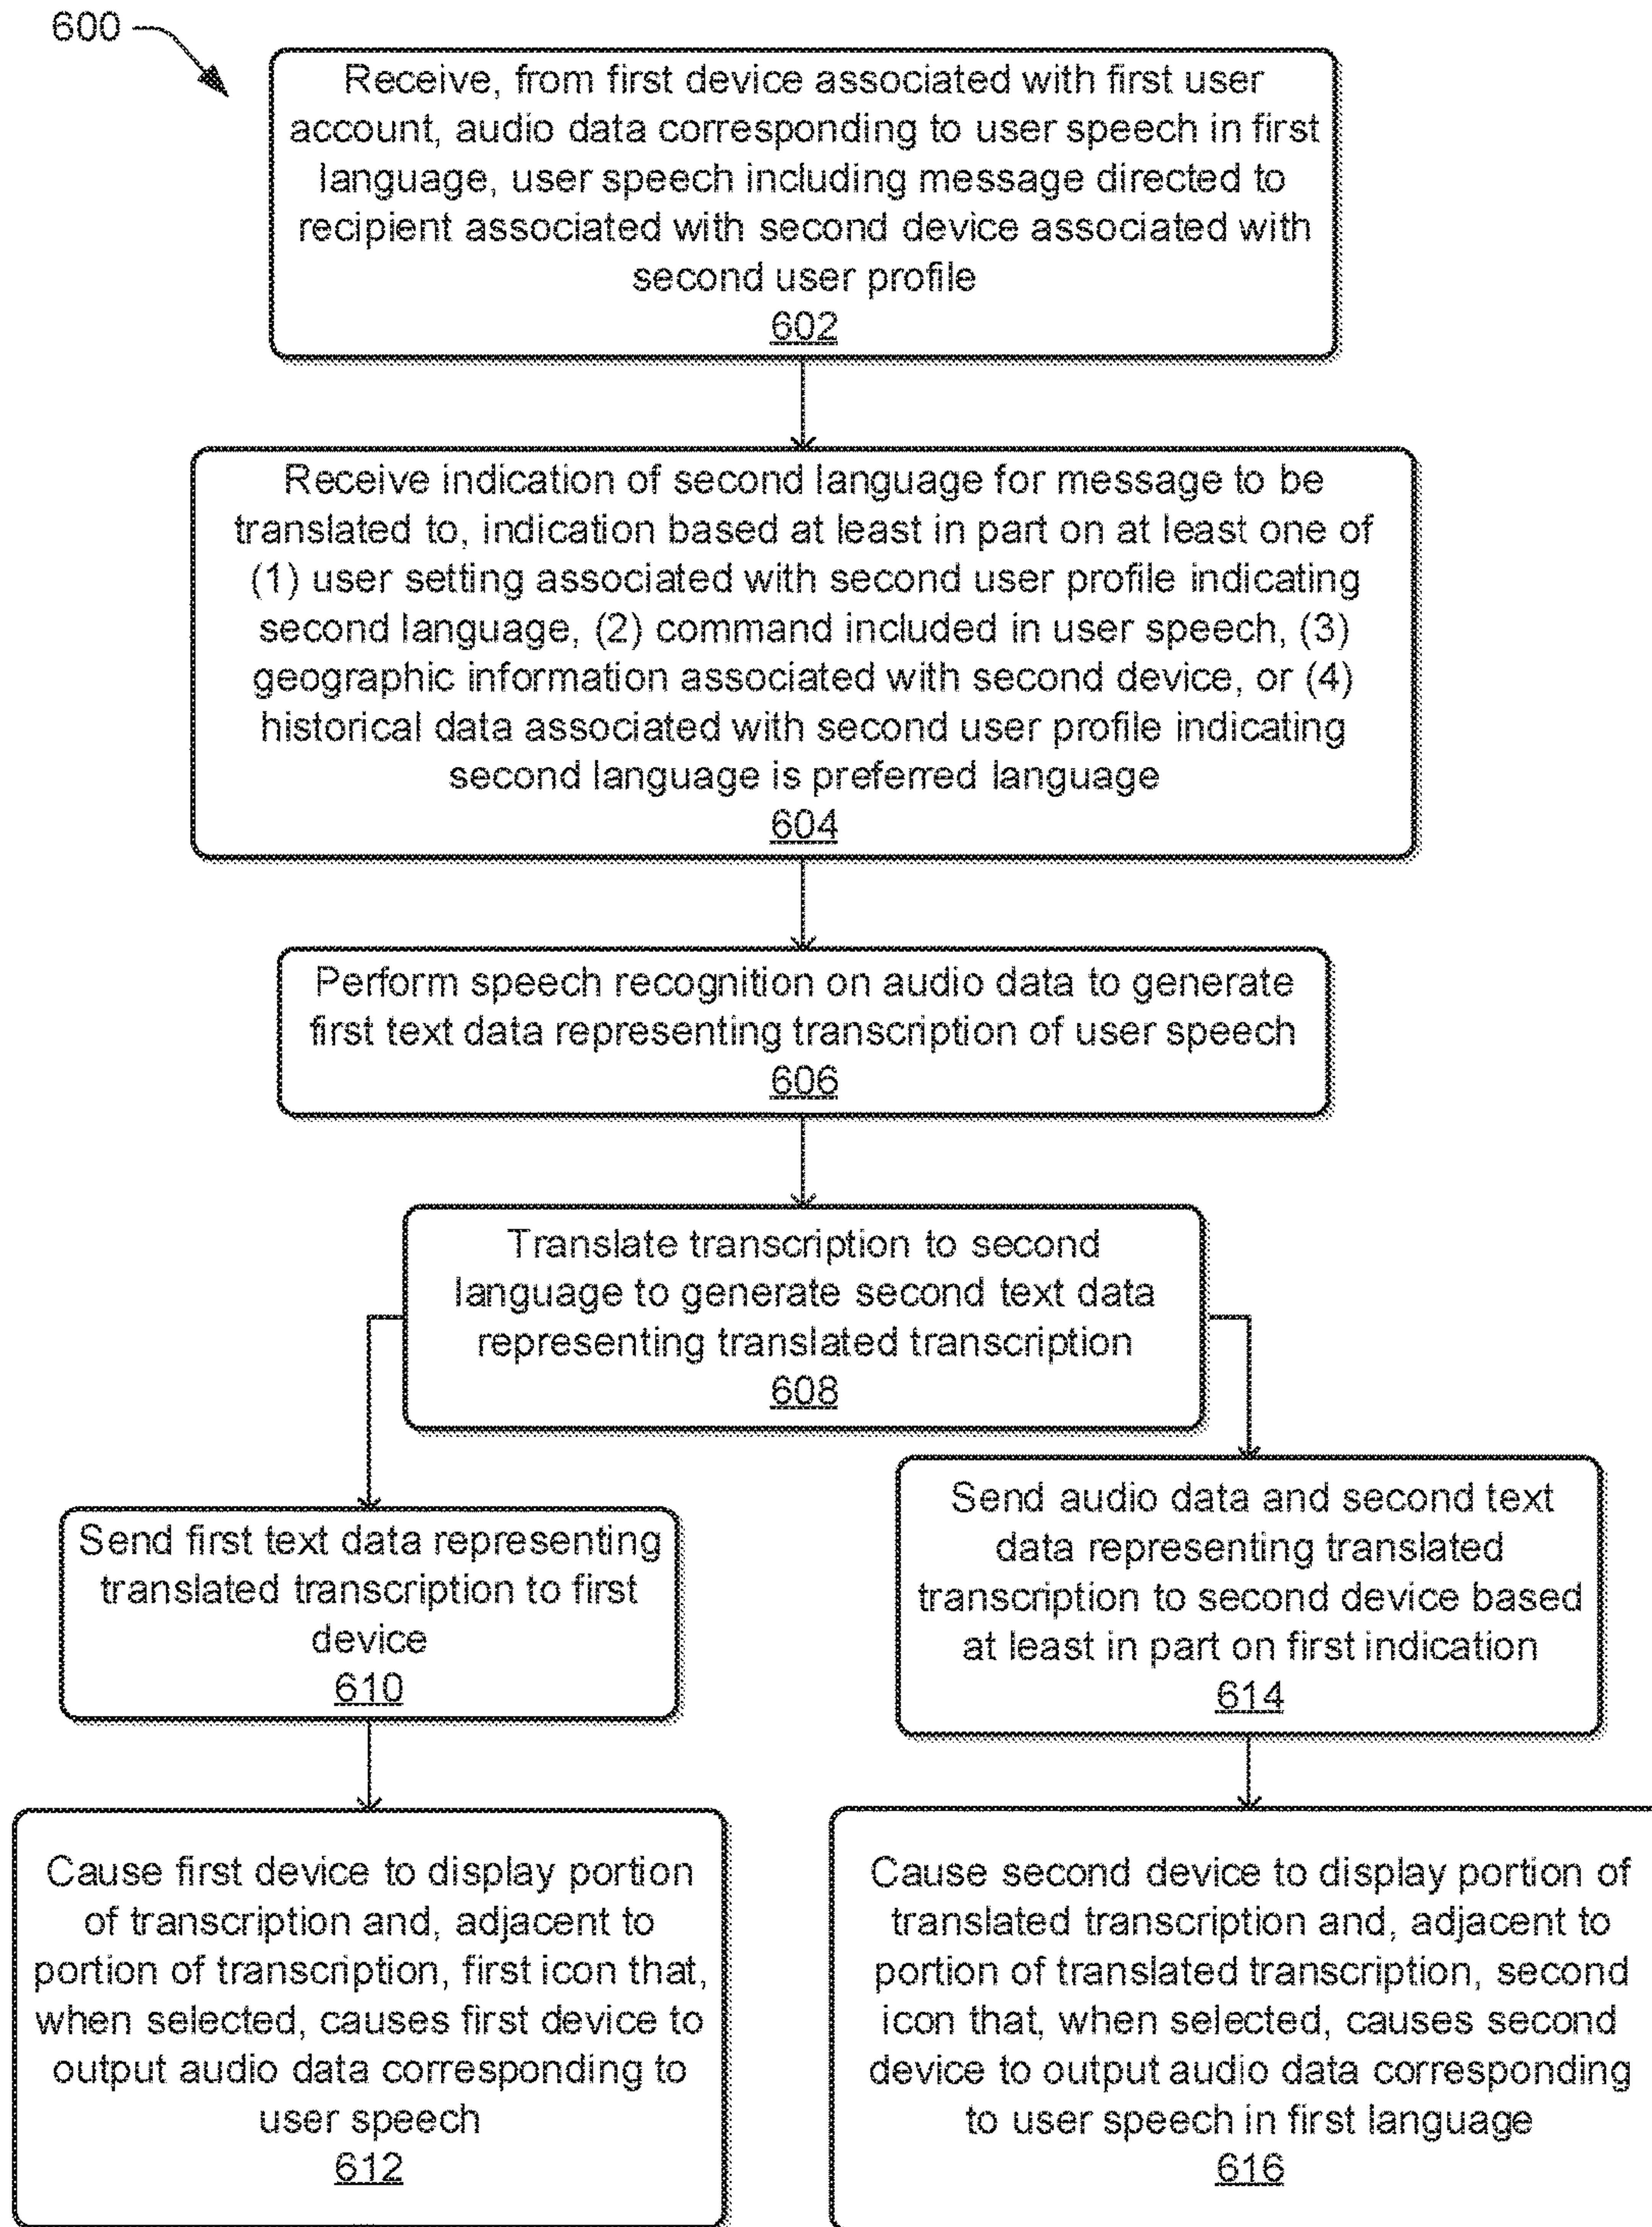 600
Receive, from first device associated with first user
account, audio data corresponding to user speech in first
language, user speech including message directed to
recipient associated with second device associated with
second user profile
602
Receive indication of second language for message to be
translated to, indication based at least in part on at least one of
(1) user setting associated with second user profile indicating
second language, (2) command included in user speech, (3)
geographic information associated with second device, or (4)
historical data associated with second user profile indicating
second language is preferred language
604
Perform speech recognition on audio data to generate
first text data representing transcription of user speech
606
Translate transcription to second
language to generate second text data
representing translated transcription
608
Send first text data representing
translated transcription to first
device
610
Cause first device to display portion
of transcription and, adjacent to
portion of transcription, first icon that,
when selected, causes first device to
output audio data corresponding to
user speech
612
Send audio data and second text
data representing translated
transcription to second device based
at least in part on first indication
614
Cause second device to display portion of
translated transcription and, adjacent to
portion of translated transcription, second
icon that, when selected, causes second
device to output audio data corresponding
to user speech in first language
616